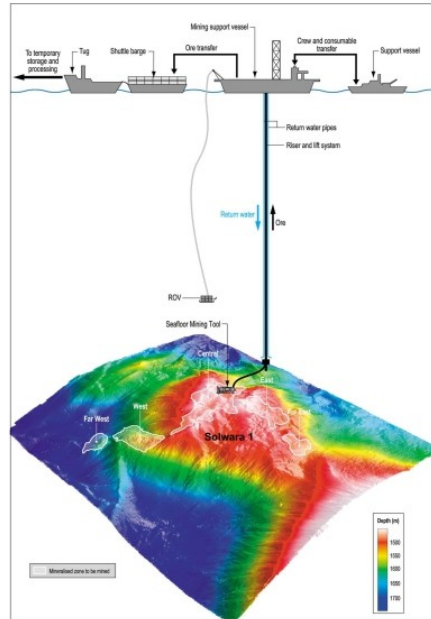 To temporary
storage and
processing
Tug
Shuttle barge
Ore transfer
Mining support vessel
Crew and consumable
transfer
Support vessel
Return water pipes
Riser and lift system
Return water
Ore
ROV
Seafloor Mining Tool
Central
East
Far West
West
Far East
Solwara 1
Depth (m)
1500
1550
1600
1650
1700
Mineralised zone to be mined